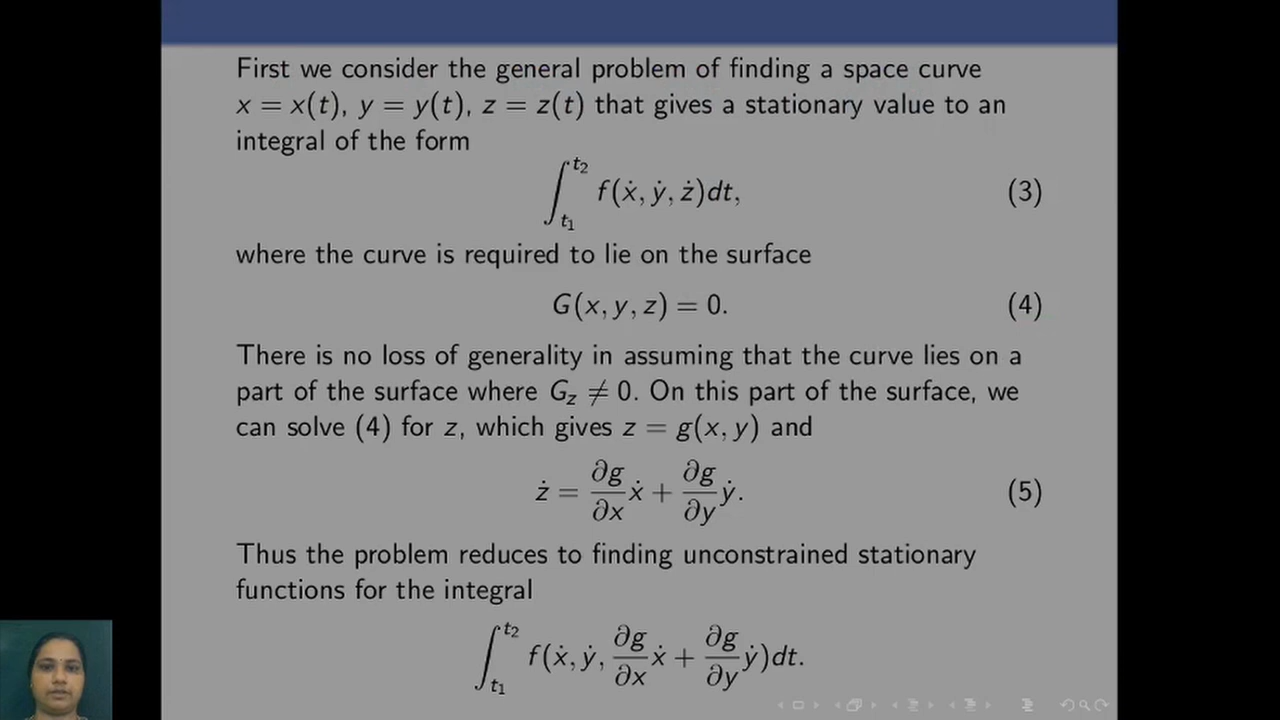 First we consider the general problem of finding a space curve
x = x(t), y = y(t), z = z(t) that gives a stationary value to an
integral of the form
∫_{t₁}^{t₂} f(ẋ, ẏ, ż)dt, (3)
where the curve is required to lie on the surface
G(x, y, z) = 0. (4)
There is no loss of generality in assuming that the curve lies on a
part of the surface where G_z ≠ 0. On this part of the surface, we
can solve (4) for z, which gives z = g(x, y) and
ż = ∂g/∂x ẋ + ∂g/∂y ẏ. (5)
Thus the problem reduces to finding unconstrained stationary
functions for the integral
∫_{t₁}^{t₂} f(ẋ, ẏ, ∂g/∂x ẋ + ∂g/∂y ẏ)dt.